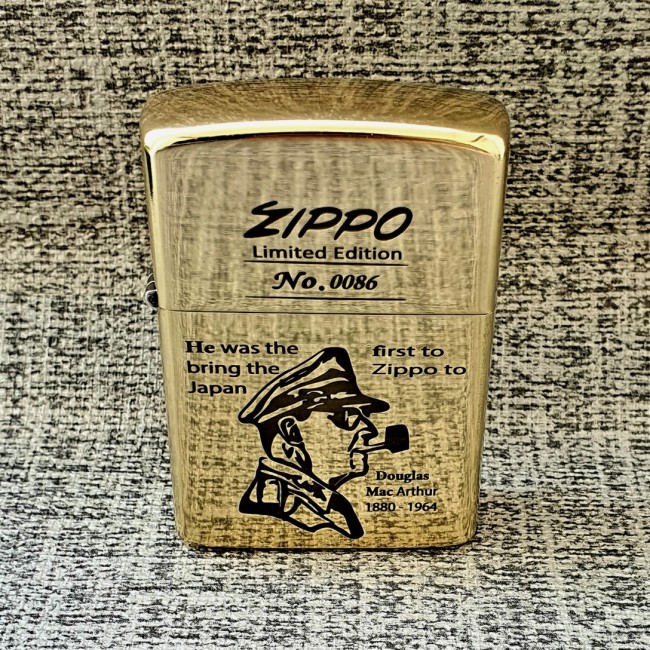 ZIPPO
Limited Edition
No. 0086
He was the first to
bring the Zippo to
Japan
Douglas
Mac Arthur
1880 - 1964